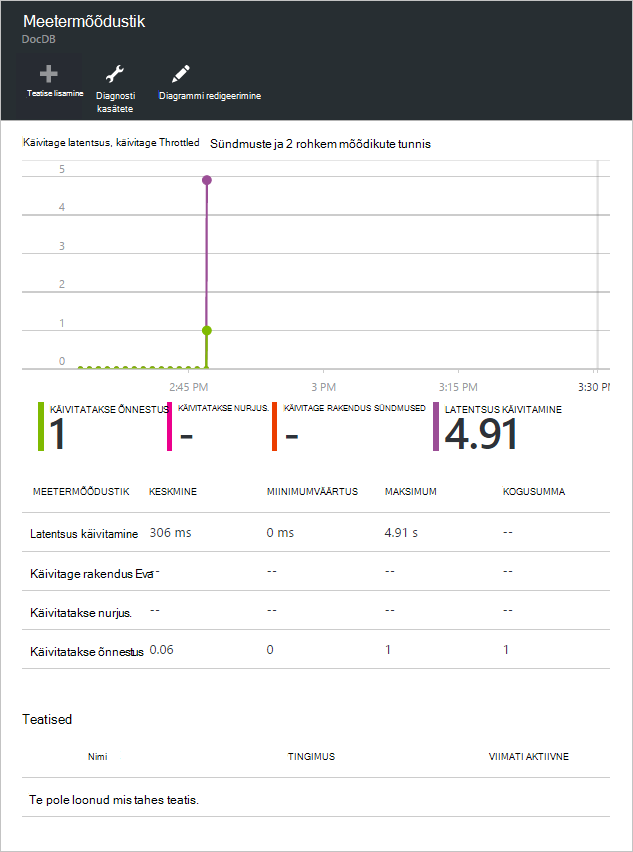 Meetermõõdustik
DocDB
Teatise lisamine
Diagnosti
kasätete
Diagrammi redigeerimine
Käivitage latentsus, käivitage Throttled Sündmuste ja 2 rohkem mõõdikute tunnis
5
4
3
2
1
0
2:45 PM 3 PM 3:15 PM 3:30 PM
KÄIVITATAKSE ÕNNESTUS KÄIVITATAKSE NURJUS. KÄIVITAGE RAKENDUS SÜNDMUSED LATENTSUS KÄIVITAMINE
1 - - 4.91
MEETERMÕÕDUSTIK KESKMINE MIINIMUMVÄÄRTUS MAKSIMUM KOGUSUMMA
Latentsus käivitamine 306 ms 0 ms 4.91 s --
Käivitage rakendus Eva -- -- -- --
Käivitatakse nurjus. -- -- -- --
Käivitatakse õnnestus 0.06 0 1 1
Teatised
Nimi TINGIMUS VIIMATI AKTIIVNE
Te pole loonud mis tahes teatis.